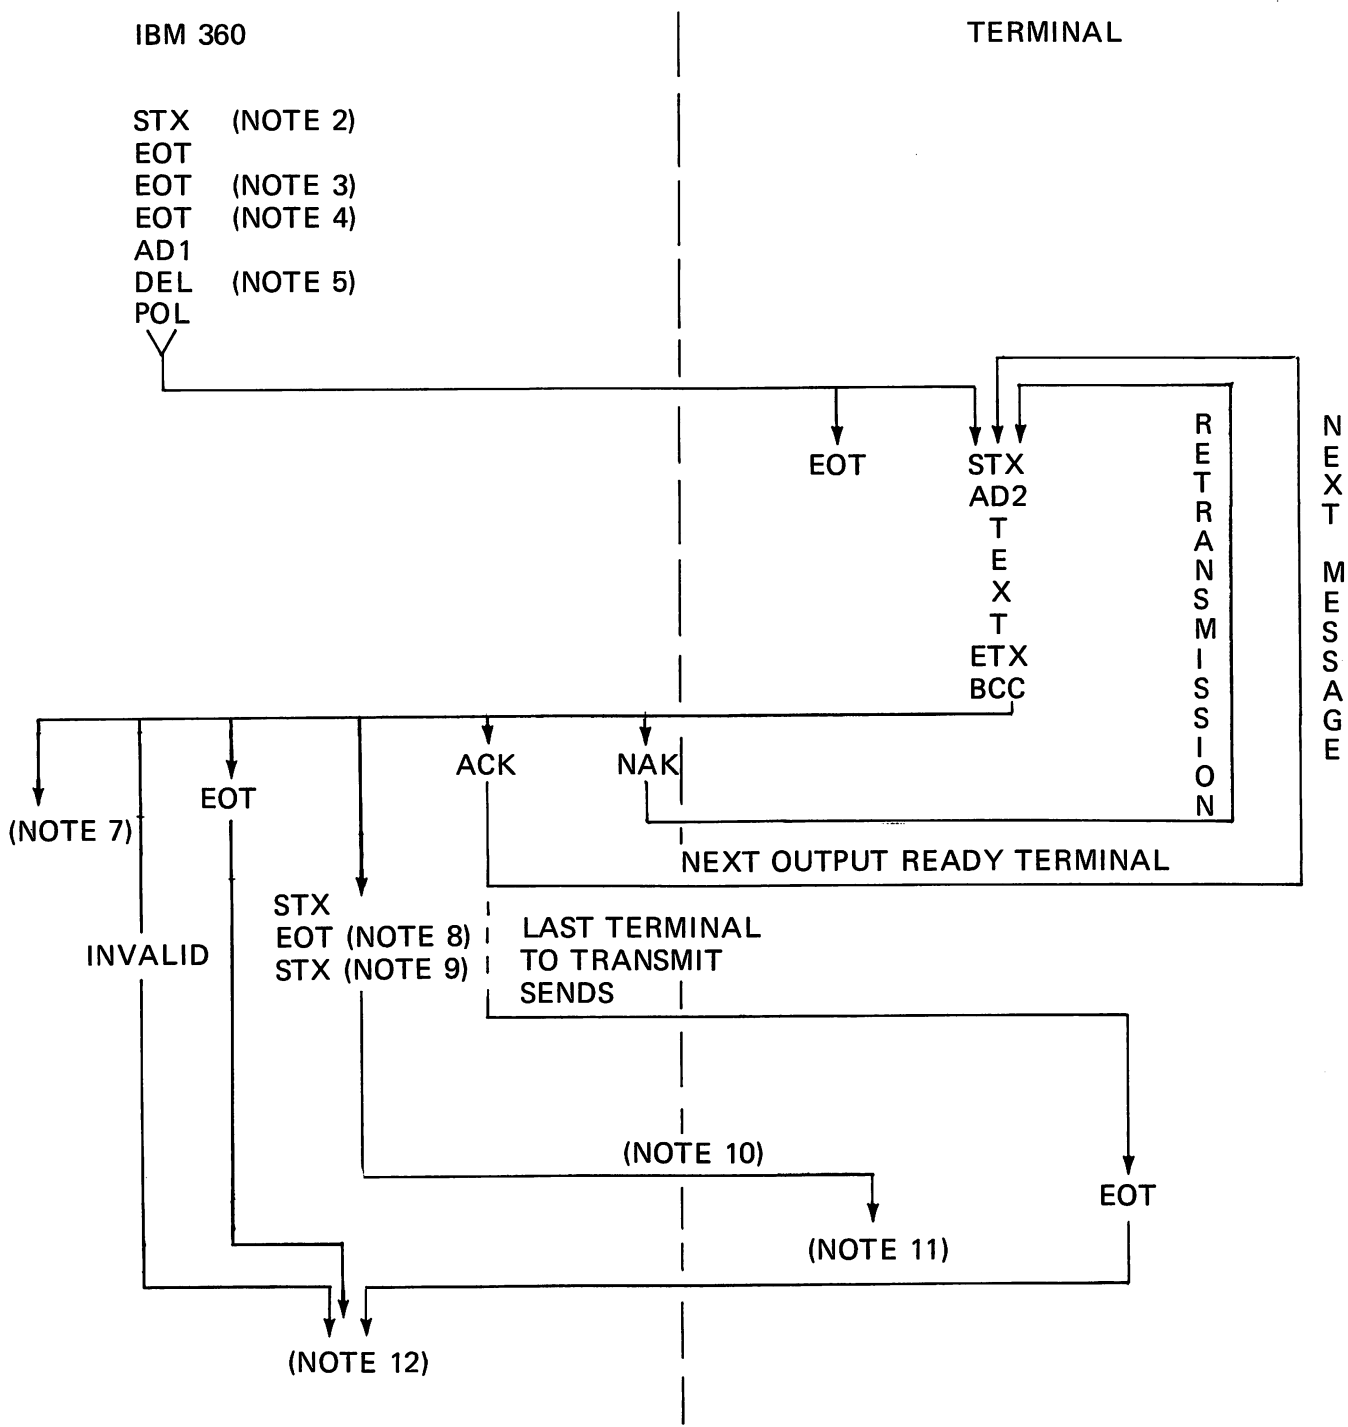 IBM 360
TERMINAL
STX (NOTE 2)
EOT
EOT (NOTE 3)
EOT (NOTE 4)
AD1
DEL (NOTE 5)
POL
EOT
STX
AD2
TEXT
ETX
BCC
RETRANSMISSION
NEXT MESSAGE
ACK
NAK
EOT
(NOTE 7)
NEXT OUTPUT READY TERMINAL
STX
EOT (NOTE 8)
STX (NOTE 9)
INVALID
LAST TERMINAL
TO TRANSMIT
SENDS
(NOTE 10)
EOT
(NOTE 11)
(NOTE 12)